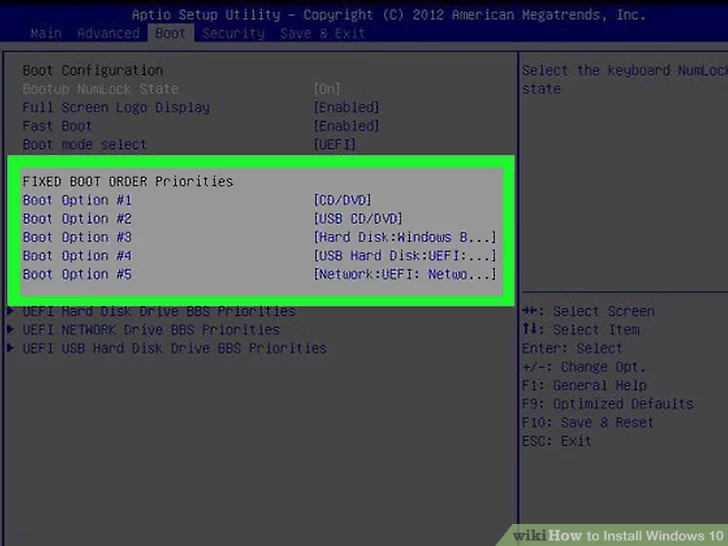 Aptio Setup Utility – Copyright (C) 2012 American Megatrends, Inc.
Main Advanced Boot Security Save & Exit
Boot Configuration
Bootup NumLock State [On]
Full Screen Logo Display [Enabled]
Fast Boot [Enabled]
Boot mode select [UEFI]
FIXED BOOT ORDER Priorities
Boot Option #1 [CD/DVD]
Boot Option #2 [USB CD/DVD]
Boot Option #3 [Hard Disk:Windows B...]
Boot Option #4 [USB Hard Disk:UEFI:...]
Boot Option #5 [Network:UEFI: Netwo...]
UEFI Hard Disk Drive BBS Priorities
UEFI NETWORK Drive BBS Priorities
UEFI USB Hard Disk Drive BBS Priorities
Select the keyboard NumLock
state
→←: Select Screen
↑↓: Select Item
Enter: Select
+/-: Change Opt.
F1: General Help
F9: Optimized Defaults
F10: Save & Reset
ESC: Exit
wikiHow to Install Windows 10